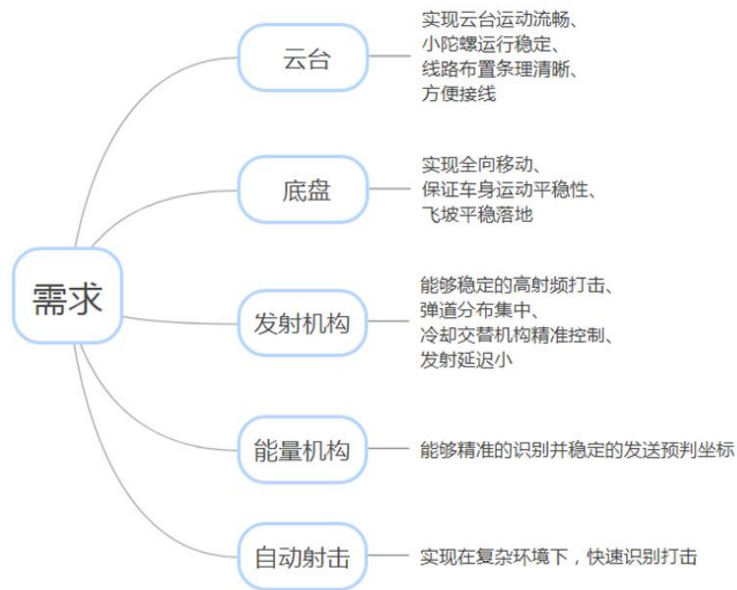 需求
云台
实现云台运动流畅、
小陀螺运行稳定、
线路布置条理清晰、
方便接线
底盘
实现全向移动、
保证车身运动平稳性、
飞坡平稳落地
发射机构
能够稳定的高射频打击、
弹道分布集中、
冷却交替机构精准控制、
发射延迟小
能量机构
能够精准的识别并稳定的发送预判坐标
自动射击
实现在复杂环境下，快速识别打击